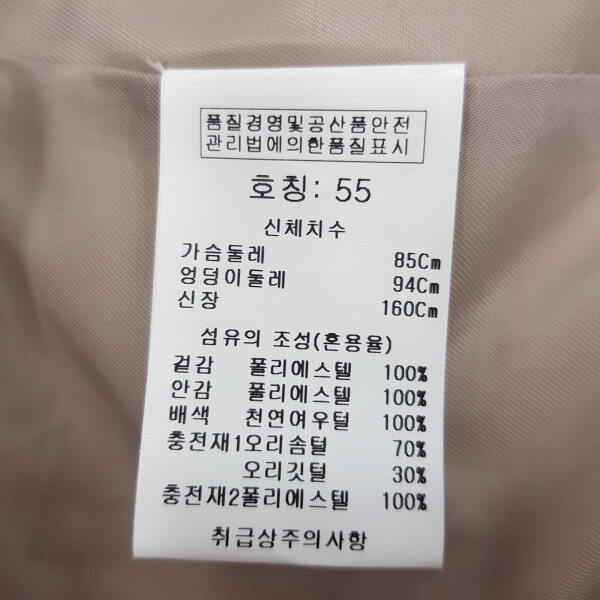 품질경영및공산품안전
관리법에의한품질표시
호칭: 55
신체치수
가슴둘레 85Cm
엉덩이둘레 94Cm
신장 160Cm
섬유의 조성(혼용율)
겉감 폴리에스텔 100%
안감 폴리에스텔 100%
배색 천연여우털 100%
충전재1오리솜털 70%
오리깃털 30%
충전재2폴리에스텔 100%
취급상주의사항